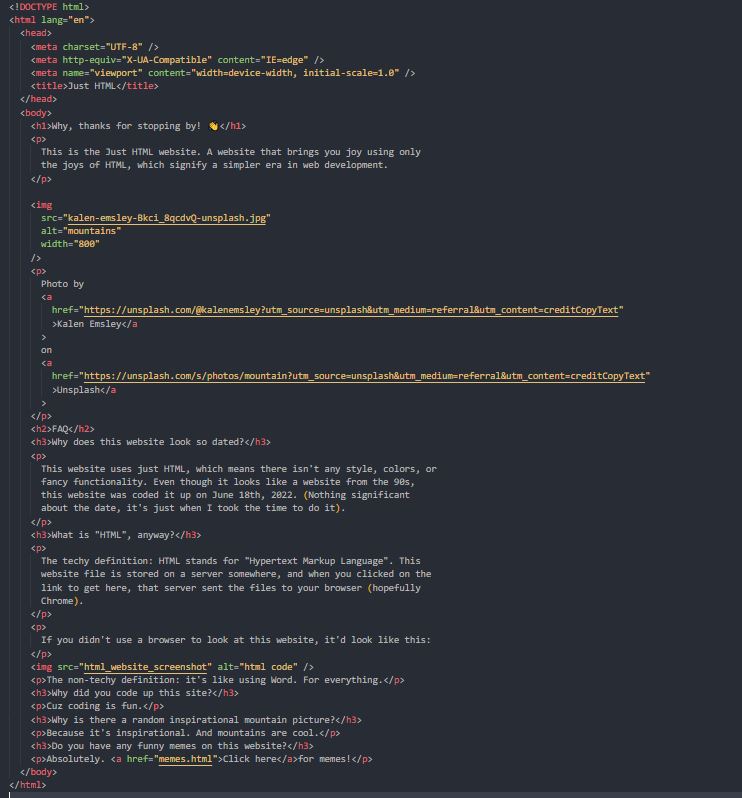 <!DOCTYPE html>
<html lang="en">
  <head>
    <meta charset="UTF-8" />
    <meta http-equiv="X-UA-Compatible" content="IE=edge" />
    <meta name="viewport" content="width=device-width, initial-scale=1.0" />
    <title>Just HTML</title>
  </head>
  <body>
    <h1>Why, thanks for stopping by! 👋</h1>
    <p>
      This is the Just HTML website. A website that brings you joy using only
      the joys of HTML, which signify a simpler era in web development.
    </p>

    <img
      src="kalen-emsley-Bkci_8qcdvQ-unsplash.jpg"
      alt="mountains"
      width="800"
    />
    <p>
      Photo by
      <a
        href="https://unsplash.com/@kalenemsley?utm_source=unsplash&utm_medium=referral&utm_content=creditCopyText"
        >Kalen Emsley</a
      >
      on
      <a
        href="https://unsplash.com/s/photos/mountain?utm_source=unsplash&utm_medium=referral&utm_content=creditCopyText"
        >Unsplash</a
      >
    </p>
    <h2>FAQ</h2>
    <h3>Why does this website look so dated?</h3>
    <p>
      This website uses just HTML, which means there isn't any style, colors, or
      fancy functionality. Even though it looks like a website from the 90s,
      this website was coded it up on June 18th, 2022. (Nothing significant
      about the date, it's just when I took the time to do it).
    </p>
    <h3>What is "HTML", anyway?</h3>
    <p>
      The techy definition: HTML stands for "Hypertext Markup Language". This
      website file is stored on a server somewhere, and when you clicked on the
      link to get here, that server sent the files to your browser (hopefully
      Chrome).
    </p>
    <p>
      If you didn't use a browser to look at this website, it'd look like this:
    </p>
    <img src="html_website_screenshot" alt="html code" />
    <p>The non-techy definition: it's like using Word. For everything.</p>
    <h3>Why did you code up this site?</h3>
    <p>Cuz coding is fun.</p>
    <h3>Why is there a random inspirational mountain picture?</h3>
    <p>Because it's inspirational. And mountains are cool.</p>
    <h3>Do you have any funny memes on this website?</h3>
    <p>Absolutely. <a href="memes.html">Click here</a>for memes!</p>
  </body>
</html>